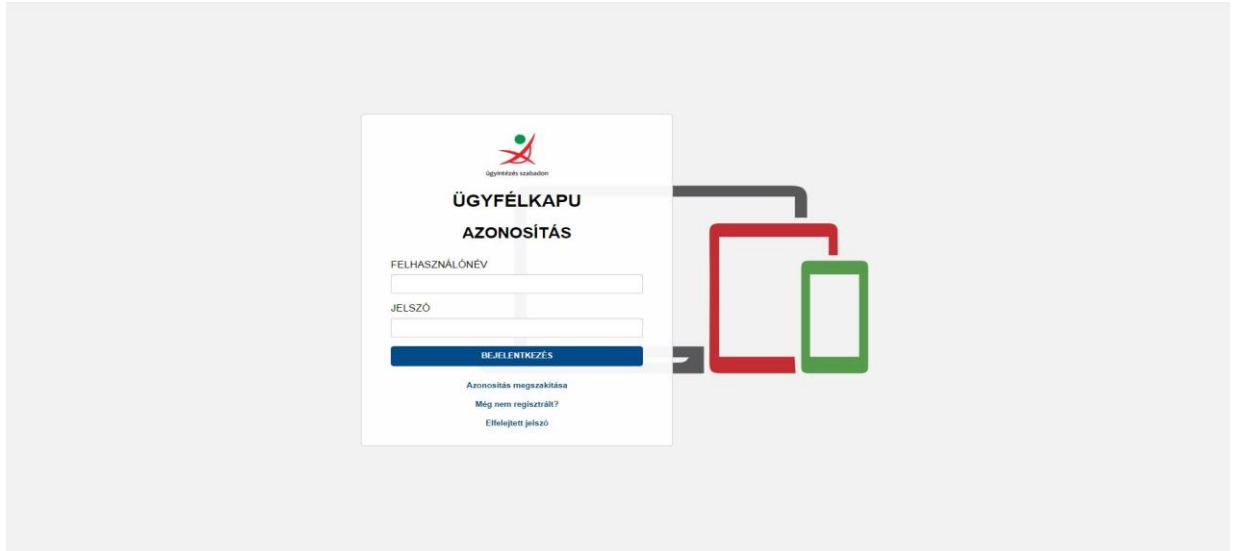 ügyintézés szabadon
ÜGYFÉLKAPU
AZONOSÍTÁS
FELHASZNÁLÓNÉV
JELSZÓ
BEJELENTKEZÉS
Azonosítás megszakítása
Még nem regisztrált?
Elfelejtett jelszó